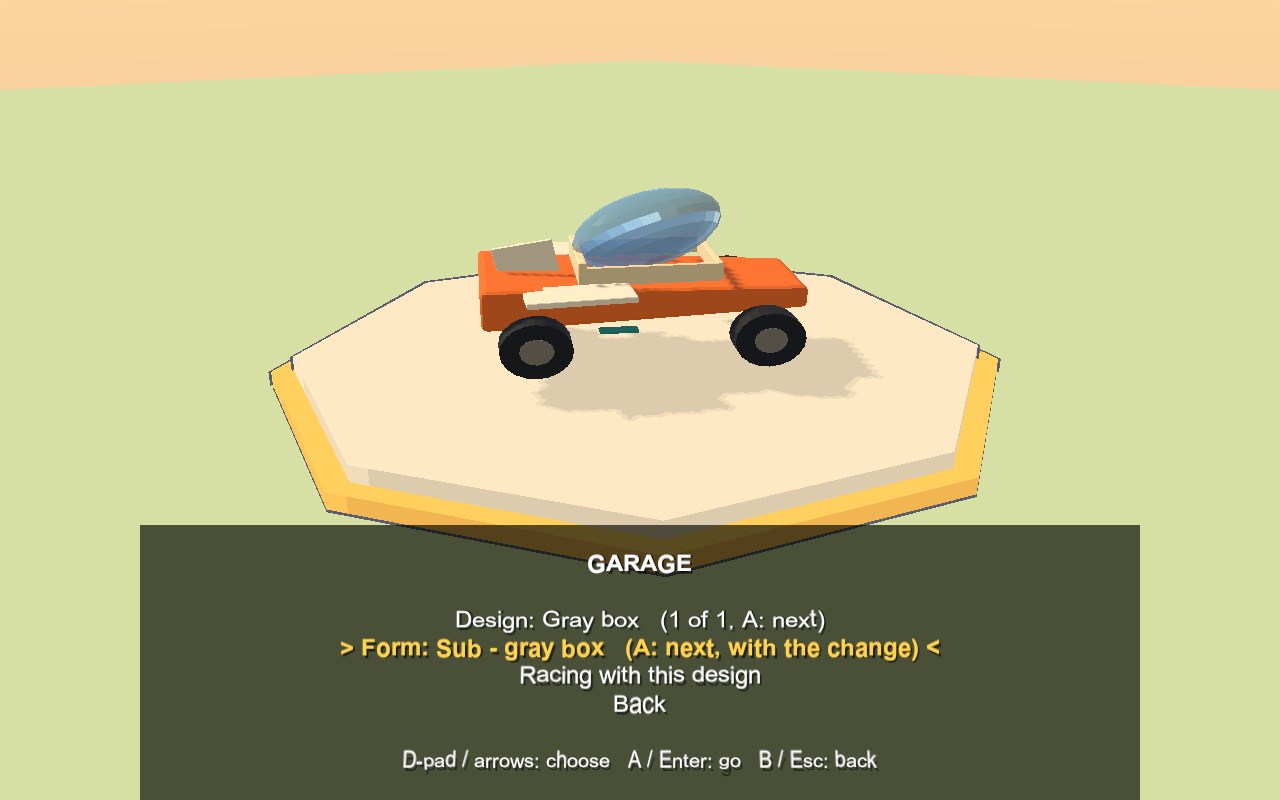 GARAGE
Design: Gray box (1 of 1, A: next)
> Form: Sub - gray box (A: next, with the change) <
Racing with this design
Back
D-pad / arrows: choose A / Enter: go B / Esc: back